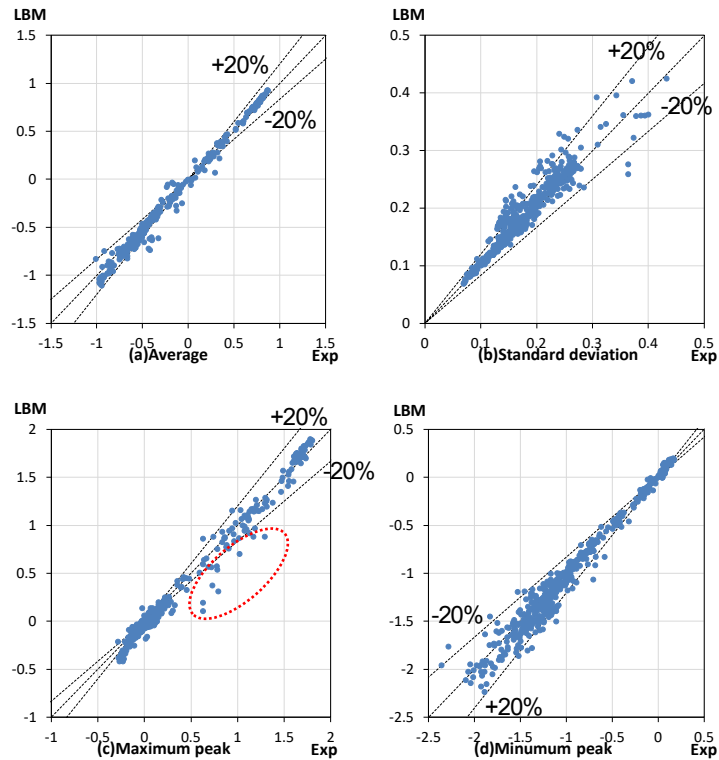 LBM
1.5
1
0.5
0
-0.5
-1
-1.5
-1.5 -1 -0.5 0 0.5 1 1.5
+20%
-20%
(a)Average
Exp
LBM
0.5
0.4
0.3
0.2
0.1
0
0 0.1 0.2 0.3 0.4 0.5
+20%
-20%
(b)Standard deviation
Exp
LBM
2
1.5
1
0.5
0
-0.5
-1
-1 -0.5 0 0.5 1 1.5 2
+20%
-20%
(c)Maximum peak
Exp
LBM
0.5
0
-0.5
-1
-1.5
-2
-2.5
-2.5 -2 -1.5 -1 -0.5 0 0.5
-20%
+20%
(d)Minumum peak
Exp